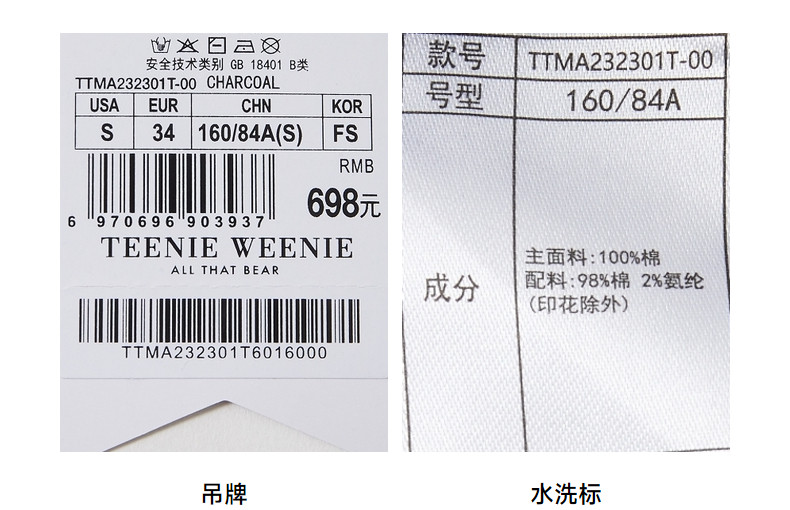 安全技术类别 GB 18401 B类
TTMA232301T-00 CHARCOAL
USA EUR CHN KOR
S 34 160/84A(S) FS
RMB
698元
6 970696 903937
TEENIE WEENIE
ALL THAT BEAR
TTMA232301T6016000
吊牌
款号 TTMA232301T-00
号型 160/84A
成分
主面料:100%棉
配料:98%棉 2%氨纶
(印花除外)
水洗标